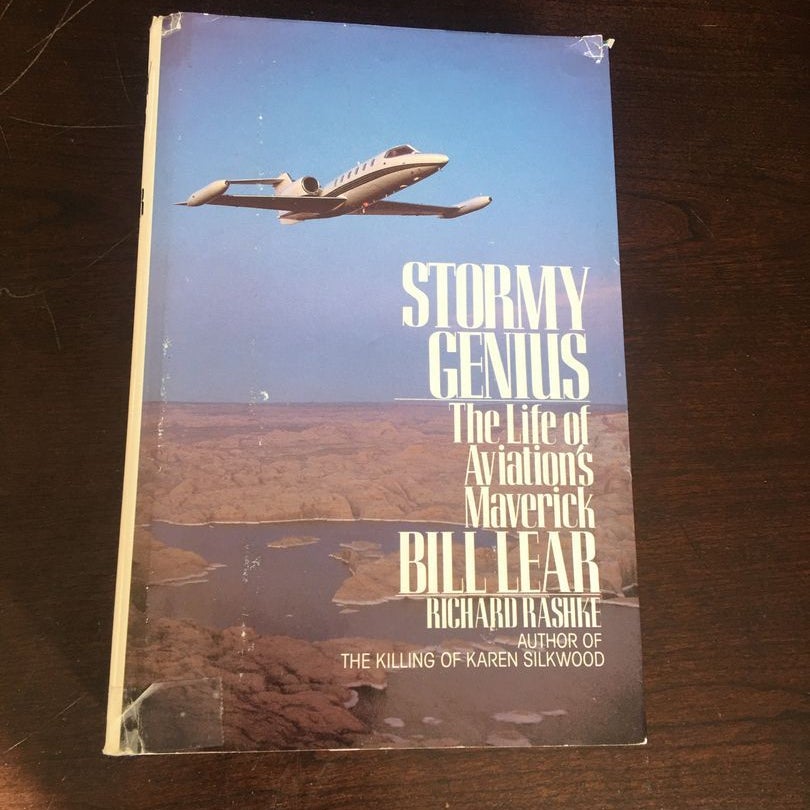 STORMY
GENIUS
The Life of
Aviation's
Maverick
BILL LEAR
RICHARD RASHKE
AUTHOR OF
THE KILLING OF KAREN SILKWOOD